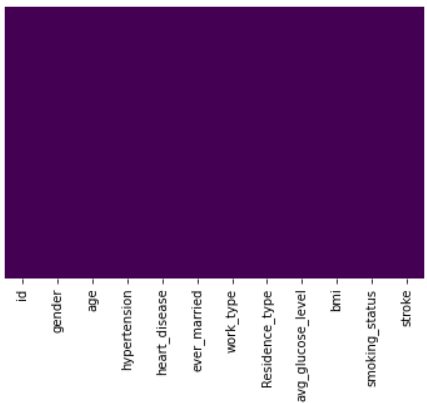 id
gender
age
hypertension
heart_disease
ever_married
work_type
Residence_type
avg_glucose_level
bmi
smoking_status
stroke